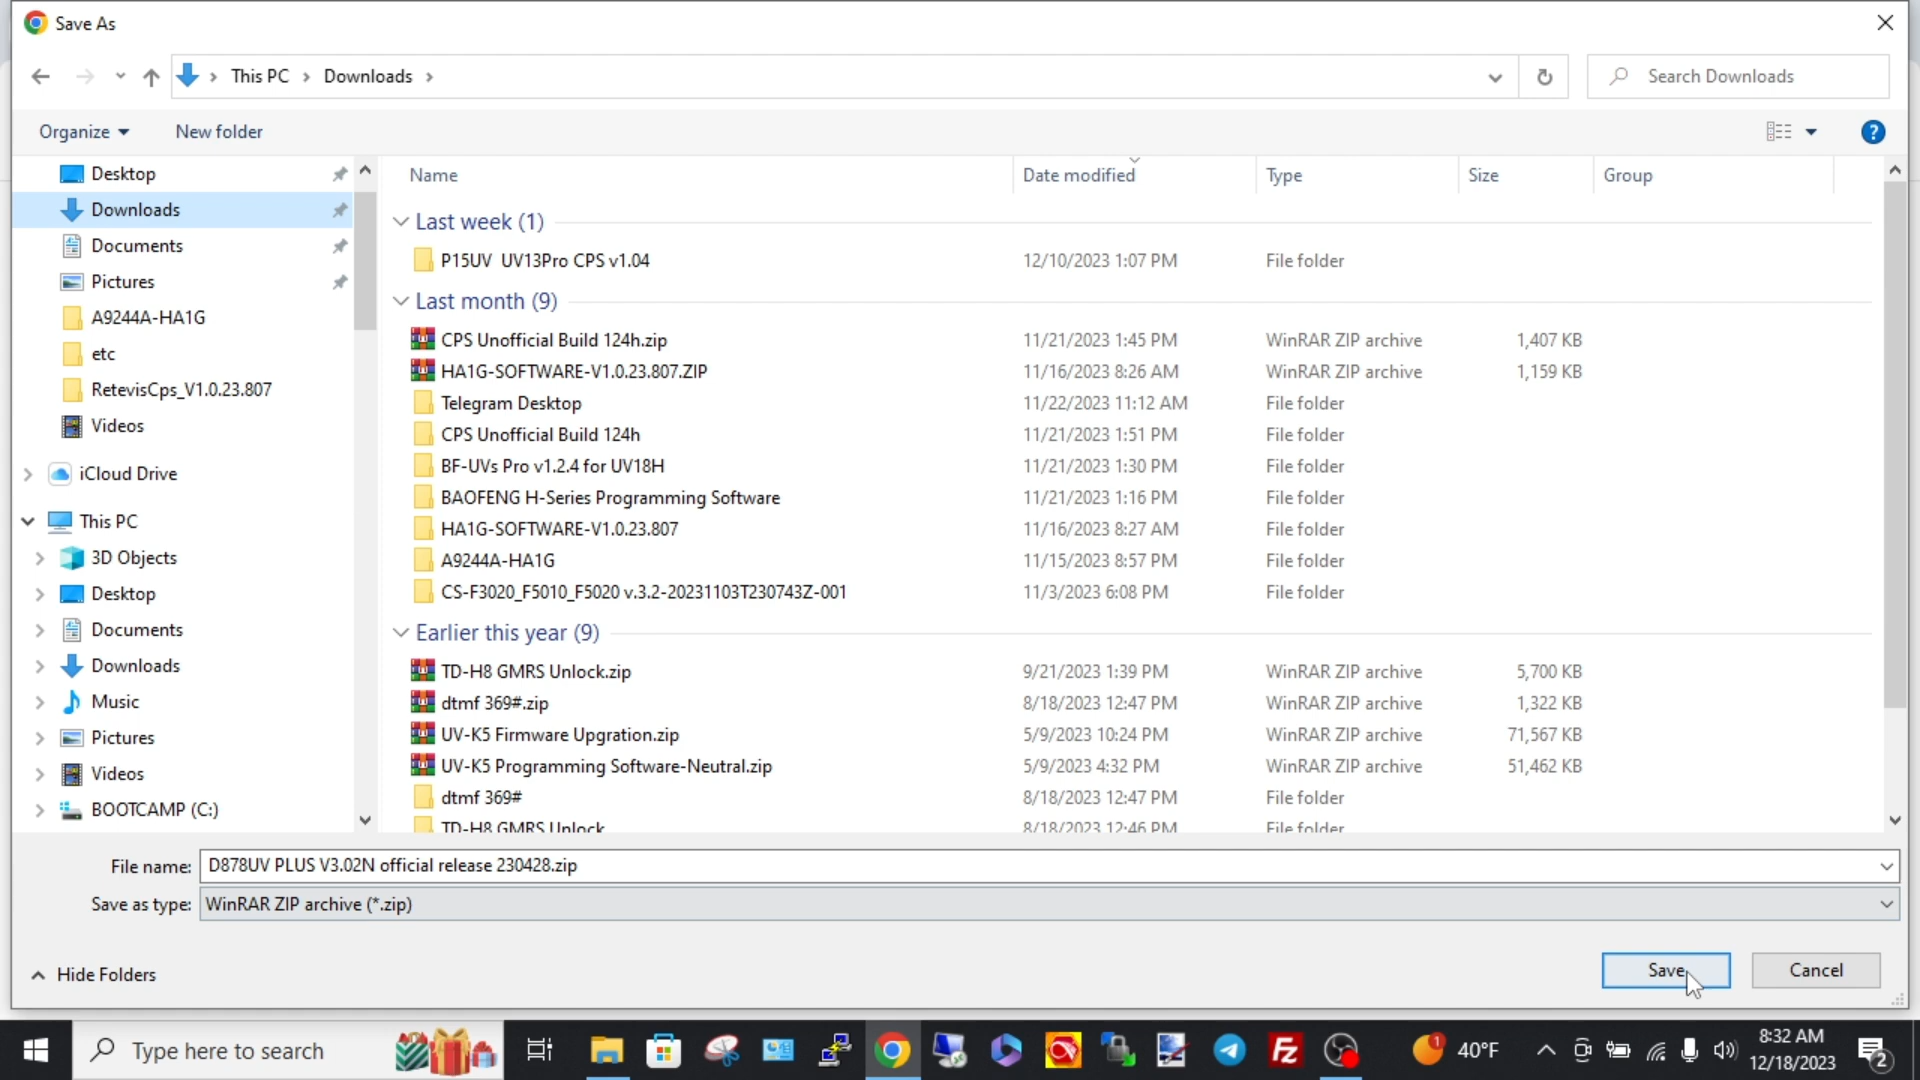 Save As
This PC > Downloads >
Search Downloads
Organize
New folder
?
Desktop
Downloads
Documents
Pictures
A9244A-HA1G
etc
RetevisCps_V1.0.23.807
Videos
iCloud Drive
This PC
3D Objects
Desktop
Documents
Downloads
Music
Pictures
Videos
BOOTCAMP (C:)
Name Date modified Type Size Group
Last week (1)
P15UV UV13Pro CPS v1.04 12/10/2023 1:07 PM File folder
Last month (9)
CPS Unofficial Build 124h.zip 11/21/2023 1:45 PM WinRAR ZIP archive 1,407 KB
HA1G-SOFTWARE-V1.0.23.807.ZIP 11/16/2023 8:26 AM WinRAR ZIP archive 1,159 KB
Telegram Desktop 11/22/2023 11:12 AM File folder
CPS Unofficial Build 124h 11/21/2023 1:51 PM File folder
BF-UVs Pro v1.2.4 for UV18H 11/21/2023 1:30 PM File folder
BAOFENG H-Series Programming Software 11/21/2023 1:16 PM File folder
HA1G-SOFTWARE-V1.0.23.807 11/16/2023 8:27 AM File folder
A9244A-HA1G 11/15/2023 8:57 PM File folder
CS-F3020_F5010_F5020 v.3.2-20231103T230743Z-001 11/3/2023 6:08 PM File folder
Earlier this year (9)
TD-H8 GMRS Unlock.zip 9/21/2023 1:39 PM WinRAR ZIP archive 5,700 KB
dtmf 369#.zip 8/18/2023 12:47 PM WinRAR ZIP archive 1,322 KB
UV-K5 Firmware Upgration.zip 5/9/2023 10:24 PM WinRAR ZIP archive 71,567 KB
UV-K5 Programming Software-Neutral.zip 5/9/2023 4:32 PM WinRAR ZIP archive 51,462 KB
dtmf 369# 8/18/2023 12:47 PM File folder
TD-H8 GMRS Unlock 8/18/2023 12:46 PM File folder
File name: D878UV PLUS V3.02N official release 230428.zip
Save as type: WinRAR ZIP archive (*.zip)
Hide Folders
Save
Cancel
Type here to search
Fz
1
40°F
8:32 AM
12/18/2023
2